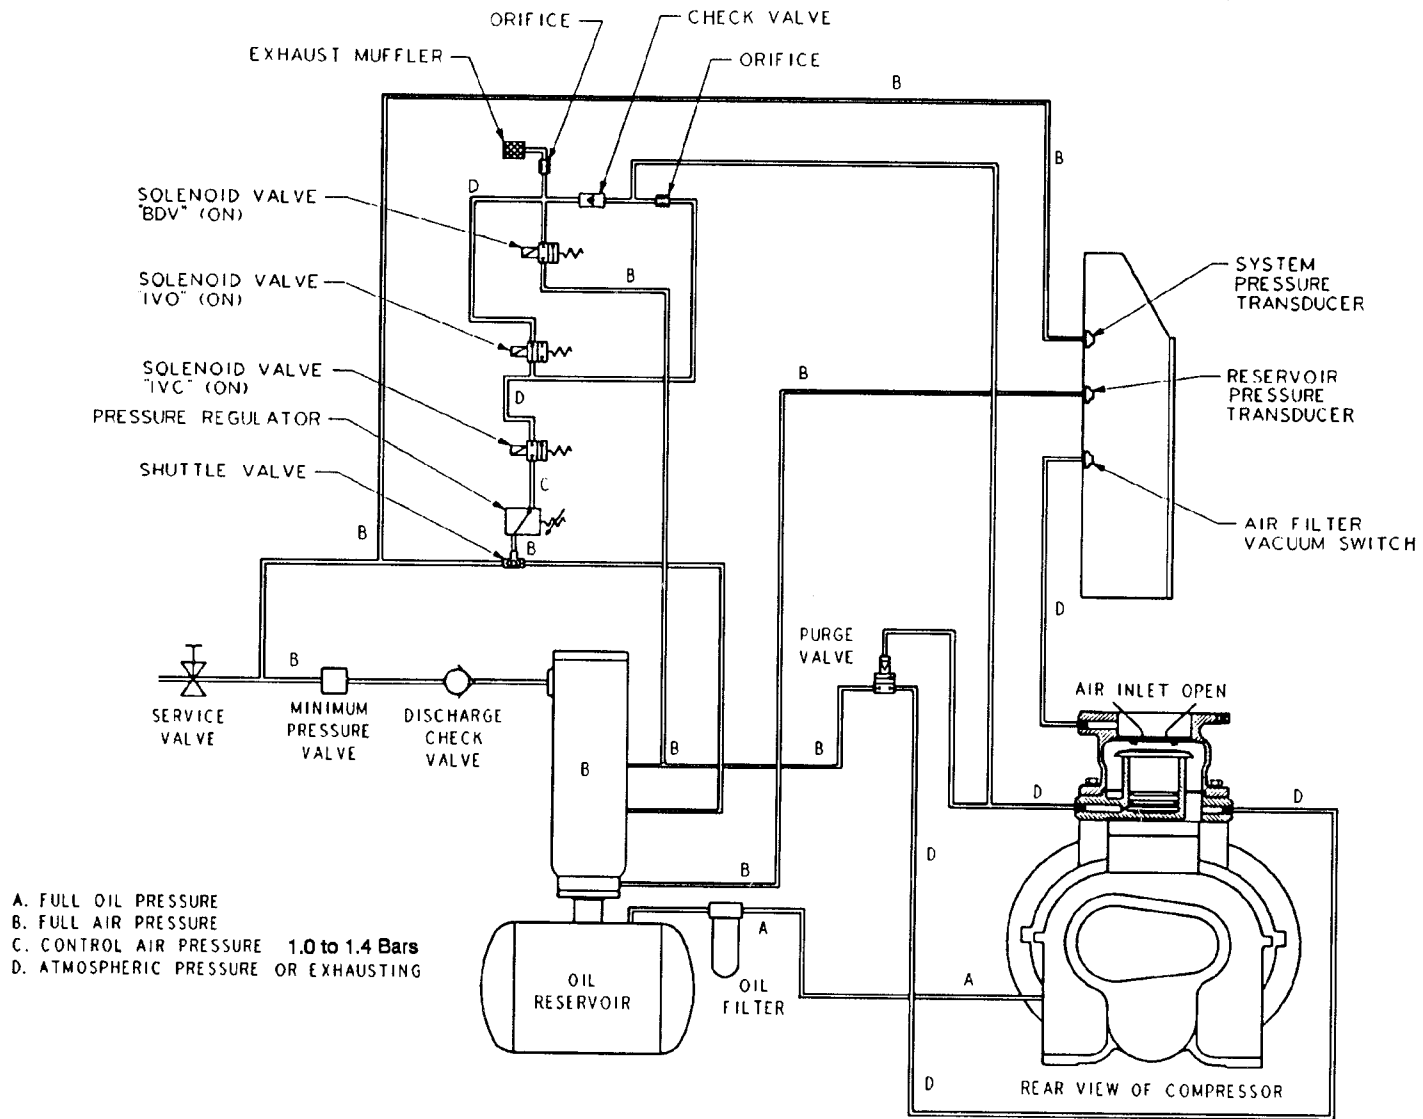 ORIFICE
CHECK VALVE
EXHAUST MUFFLER
ORIFICE
B
B
D
SOLENOID VALVE
"BDV" (ON)
B
SOLENOID VALVE
"IVO" (ON)
SYSTEM
PRESSURE
TRANSDUCER
SOLENOID VALVE
"IVC" (ON)
D
B
RESERVOIR
PRESSURE
TRANSDUCER
PRESSURE REGULATOR
SHUTTLE VALVE
C
B
B
AIR FILTER
VACUUM SWITCH
D
PURGE
VALVE
B
AIR INLET OPEN
SERVICE
VALVE
MINIMUM
PRESSURE
VALVE
DISCHARGE
CHECK
VALVE
B
B
B
D
D
D
B
A. FULL OIL PRESSURE
B. FULL AIR PRESSURE
C. CONTROL AIR PRESSURE 1.0 to 1.4 Bars
D. ATMOSPHERIC PRESSURE OR EXHAUSTING
A
OIL
RESERVOIR
OIL
FILTER
A
D
REAR VIEW OF COMPRESSOR